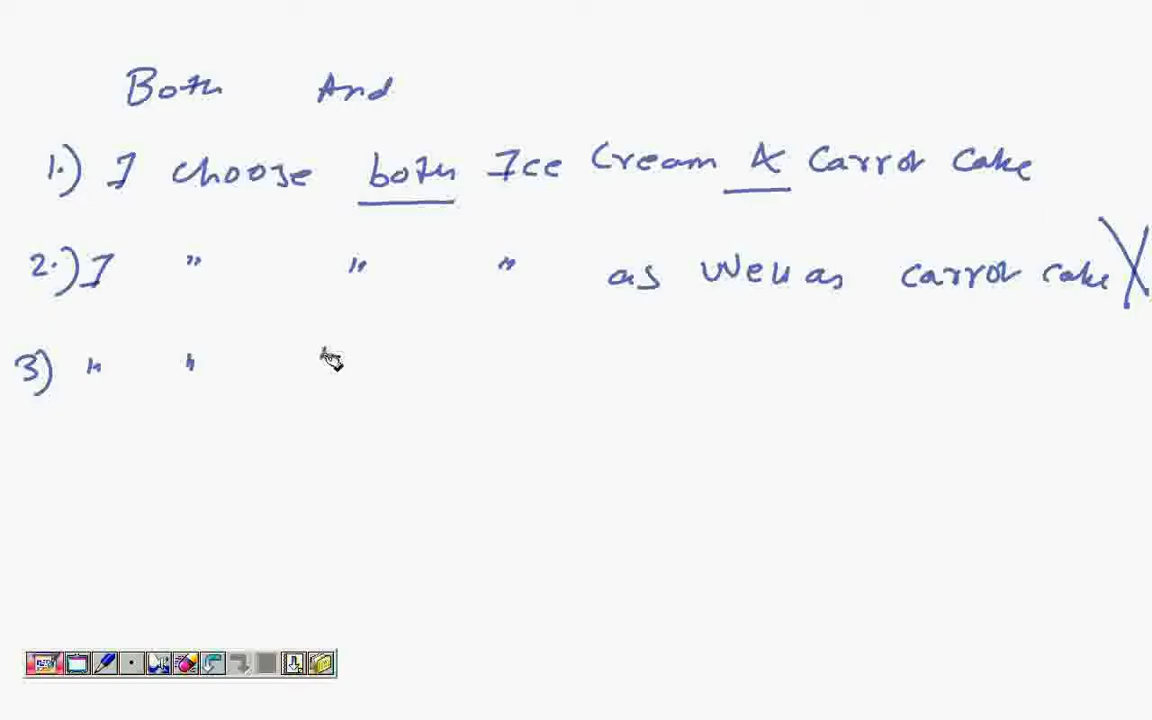 Both And
1.) I choose both Ice Cream & Carrot Cake
2.) I " " " as well as carrot cake X
3) " "